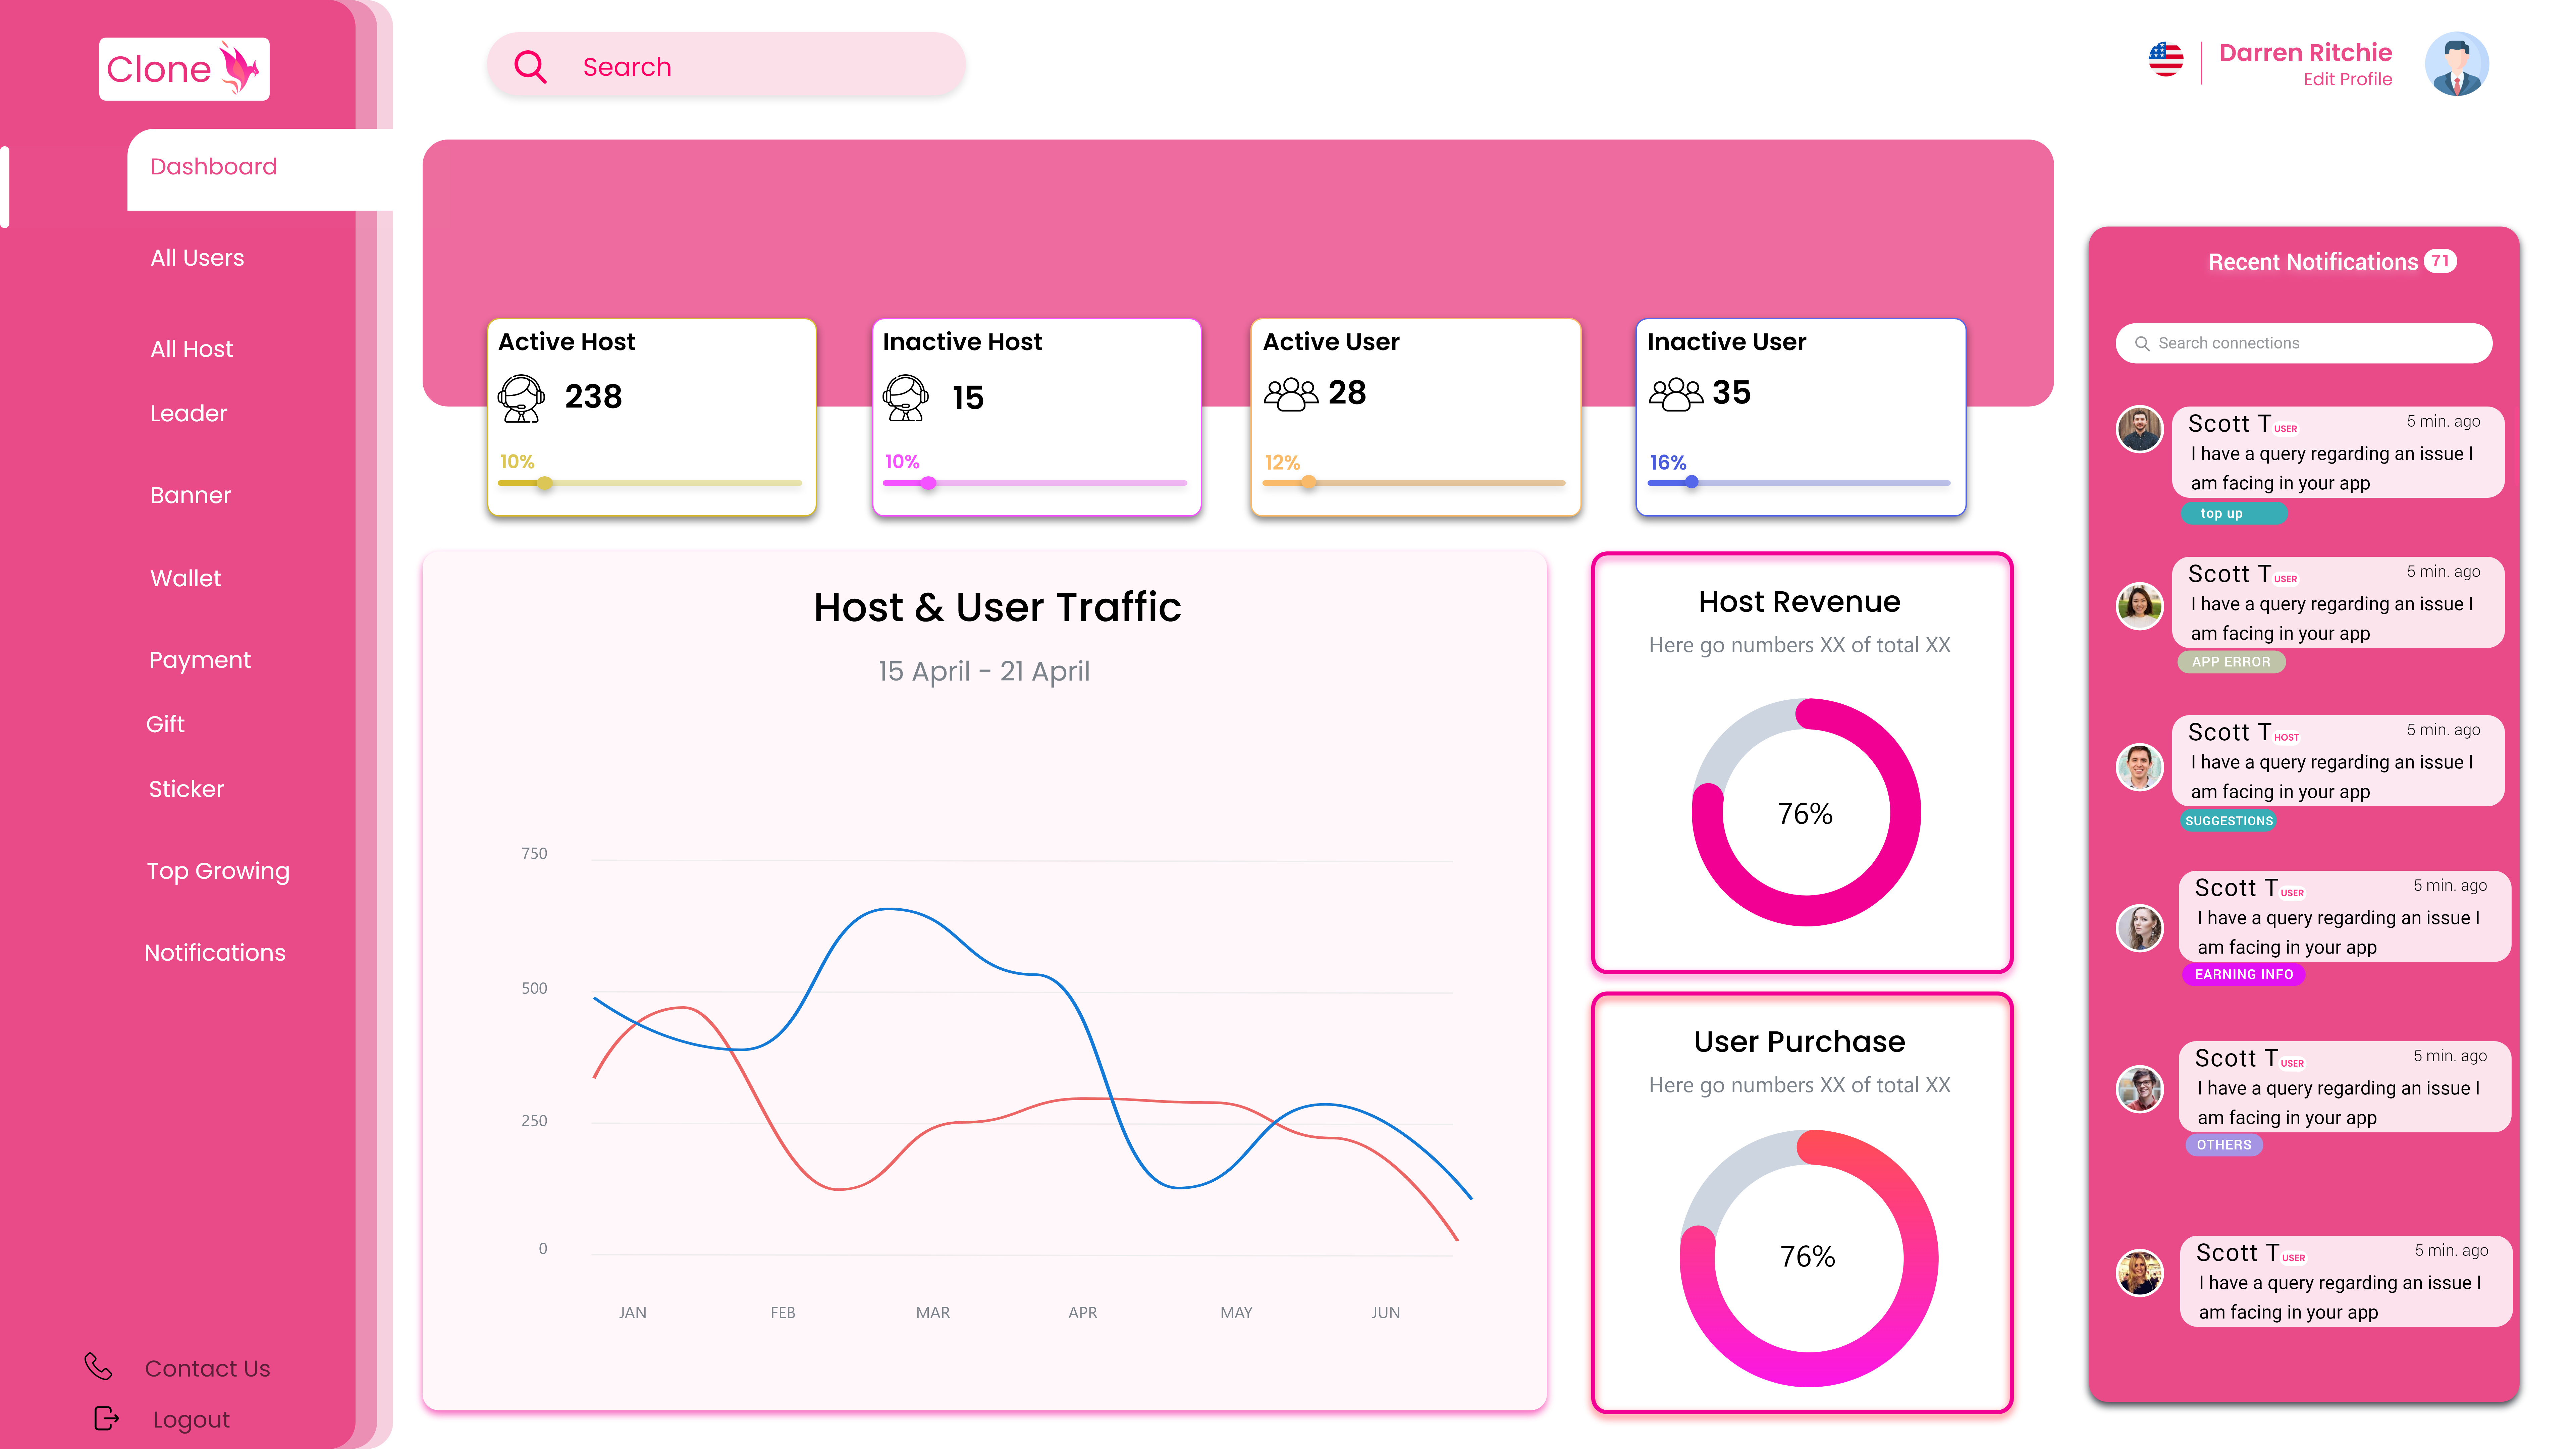 Clone
Search
Darren Ritchie
Edit Profile
Dashboard
All Users
All Host
Leader
Banner
Wallet
Payment
Gift
Sticker
Top Growing
Notifications
Contact Us
Logout
Active Host
238
10%
Inactive Host
15
10%
Active User
28
12%
Inactive User
35
16%
Host & User Traffic
15 April - 21 April
750
500
250
0
JAN FEB MAR APR MAY JUN
Host Revenue
Here go numbers XX of total XX
76%
User Purchase
Here go numbers XX of total XX
76%
Recent Notifications 71
Search connections
Scott T USER 5 min. ago
I have a query regarding an issue I
am facing in your app
top up
Scott T USER 5 min. ago
I have a query regarding an issue I
am facing in your app
APP ERROR
Scott T HOST 5 min. ago
I have a query regarding an issue I
am facing in your app
SUGGESTIONS
Scott T USER 5 min. ago
I have a query regarding an issue I
am facing in your app
EARNING INFO
Scott T USER 5 min. ago
I have a query regarding an issue I
am facing in your app
OTHERS
Scott T USER 5 min. ago
I have a query regarding an issue I
am facing in your app